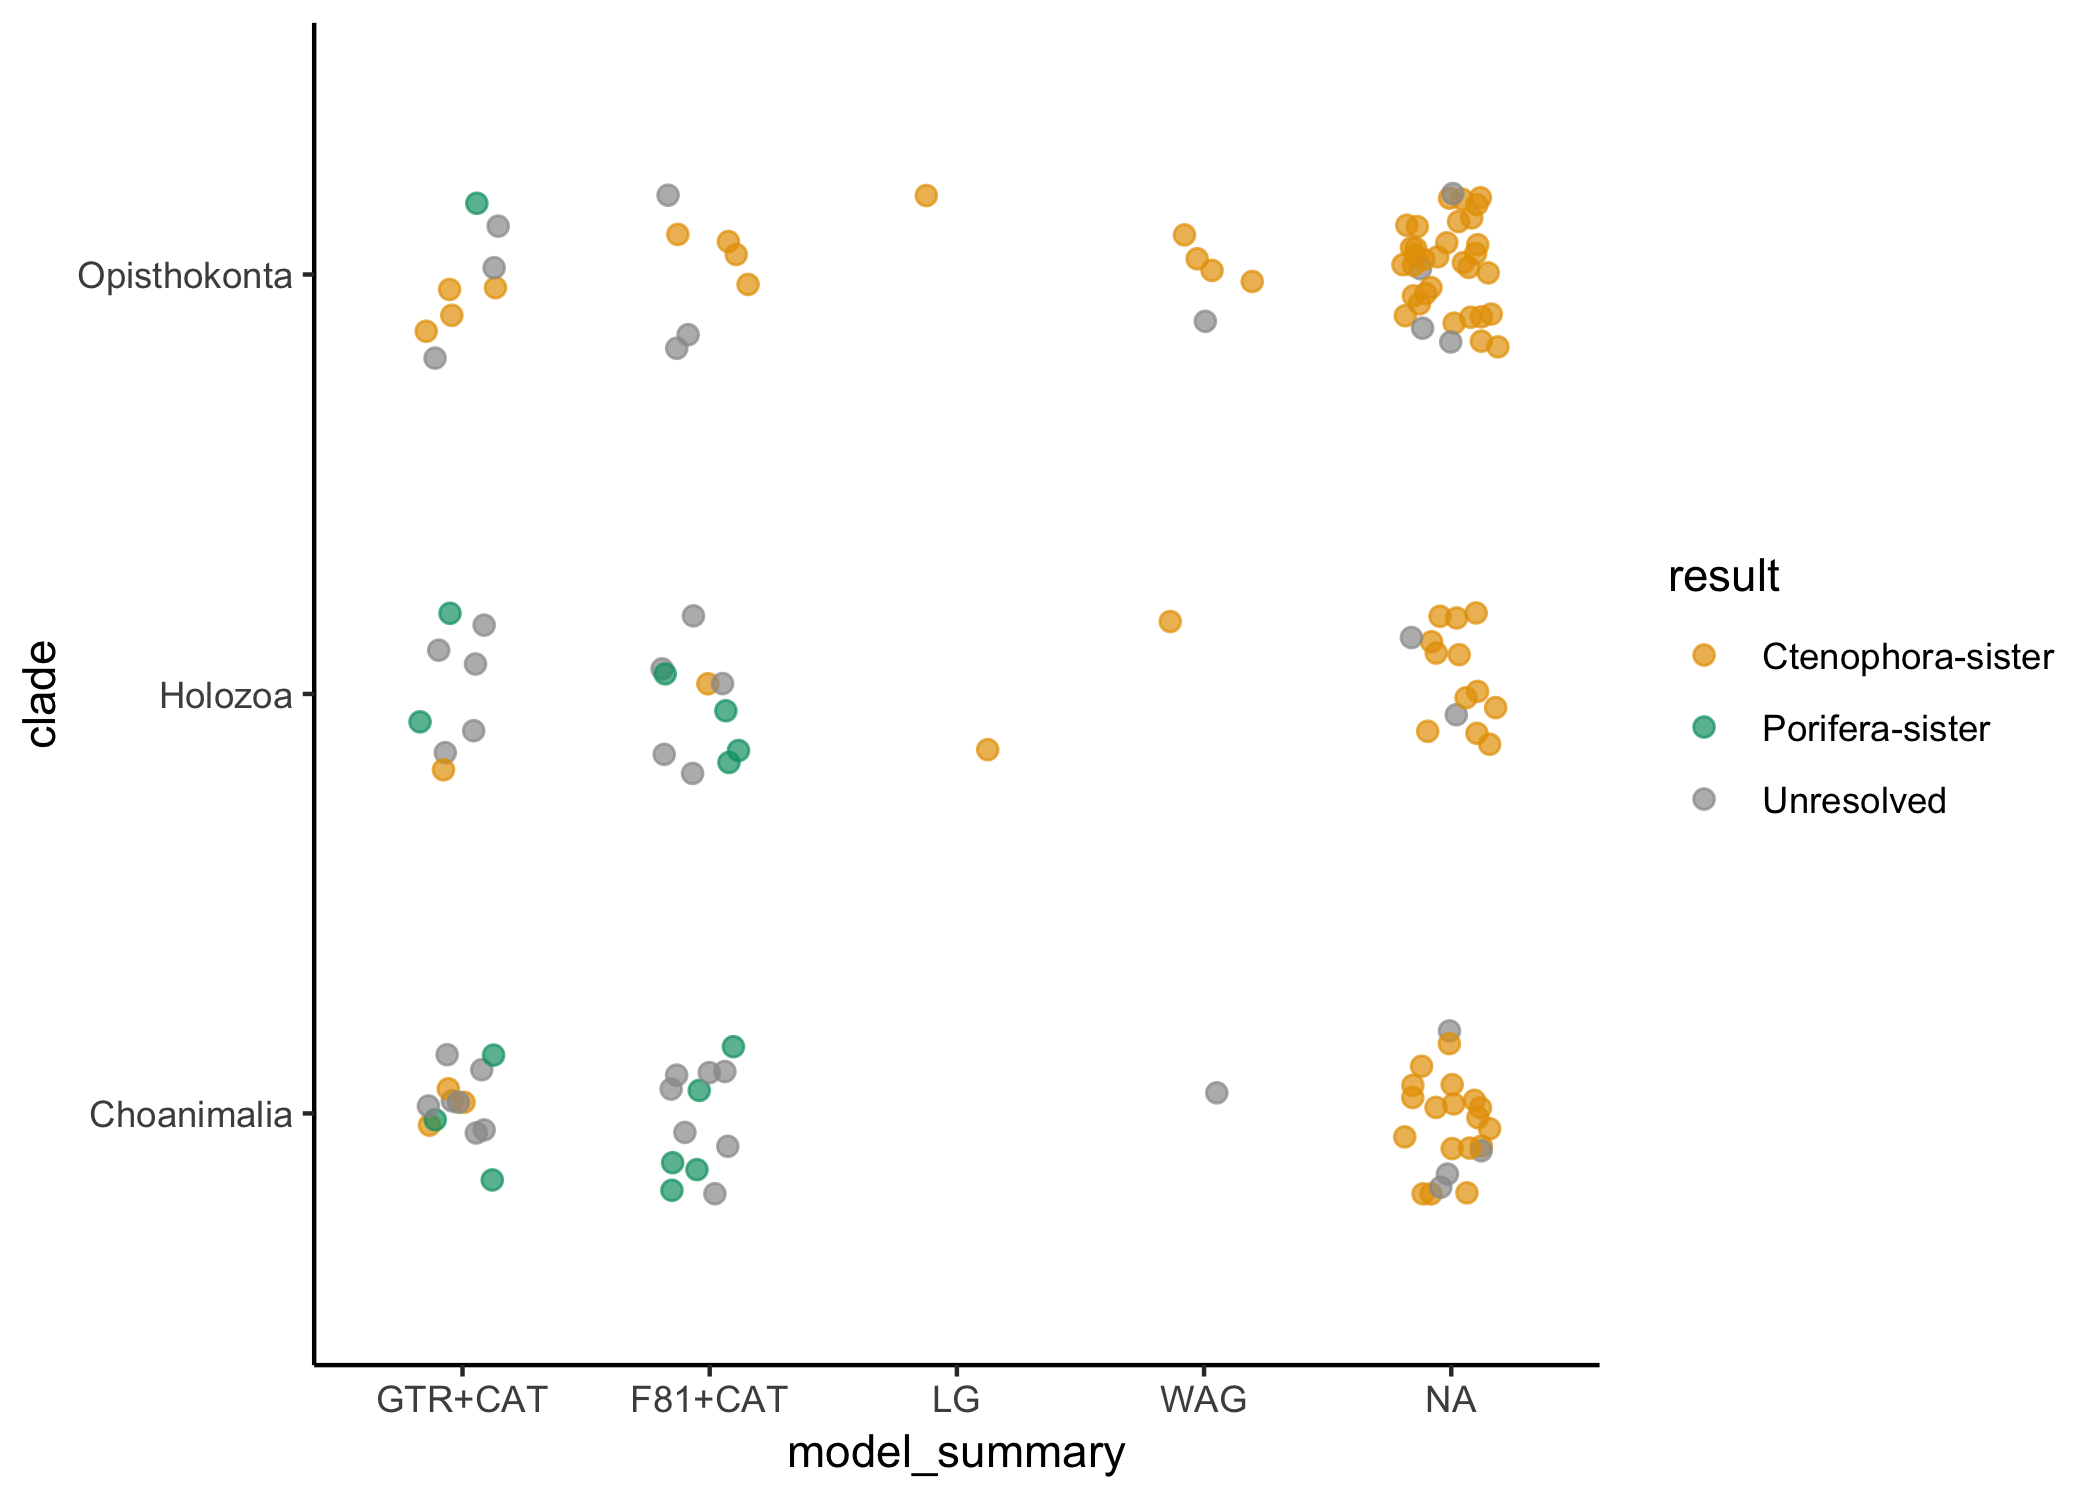 clade
Opisthokonta
Holozoa
Choanimalia
GTR+CAT
F81+CAT
LG
WAG
NA
model_summary
result
Ctenophora-sister
Porifera-sister
Unresolved